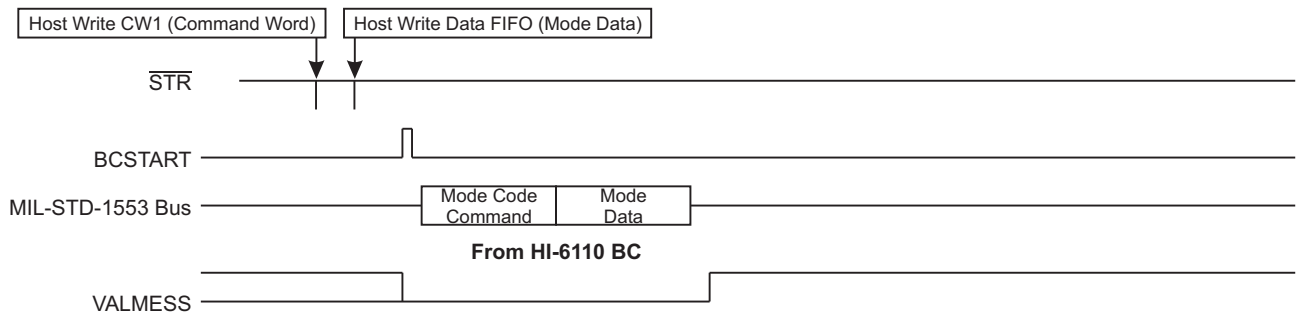 Host Write CW1 (Command Word)
Host Write Data FIFO (Mode Data)
STR
BCSTART
MIL-STD-1553 Bus
Mode Code
Command
Mode
Data
From HI-6110 BC
VALMESS